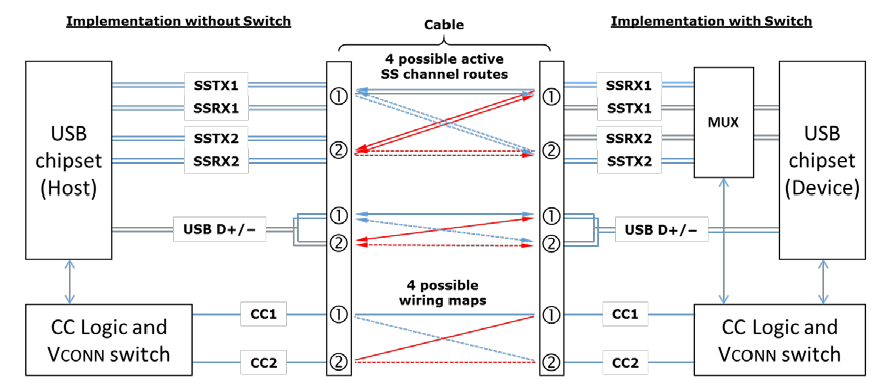 Implementation without Switch
Cable
Implementation with Switch
4 possible active
SS channel routes
USB
chipset
(Host)
SSTX1
SSRX1
SSTX2
SSRX2
USB D+/−
①
②
①
②
①
②
4 possible
wiring maps
①
②
①
②
①
②
SSRX1
SSTX1
SSRX2
SSTX2
USB D+/−
MUX
USB
chipset
(Device)
CC Logic and
VCONN switch
CC1
CC2
CC1
CC2
CC Logic and
VCONN switch